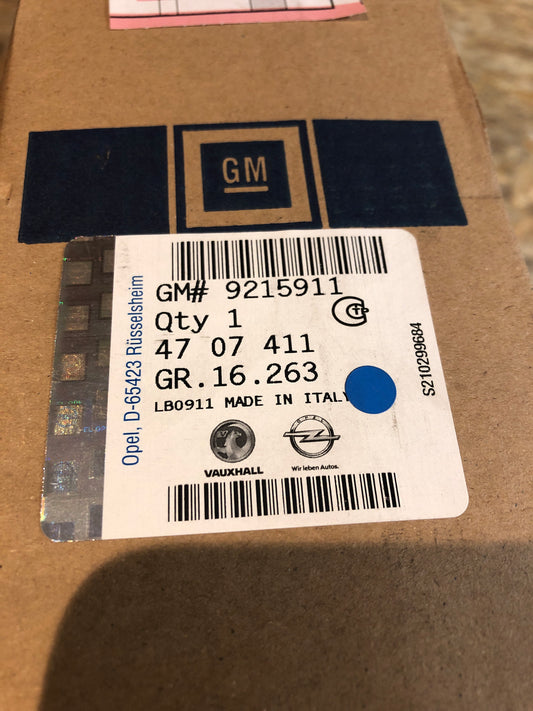 GM
GM# 9215911
Qty 1
47 07 411
GR.16.263
LB0911 MADE IN ITALY
VAUXHALL
OPEL
Wir leben Autos.
Opel, D-65423 Rüsselsheim
S210299684